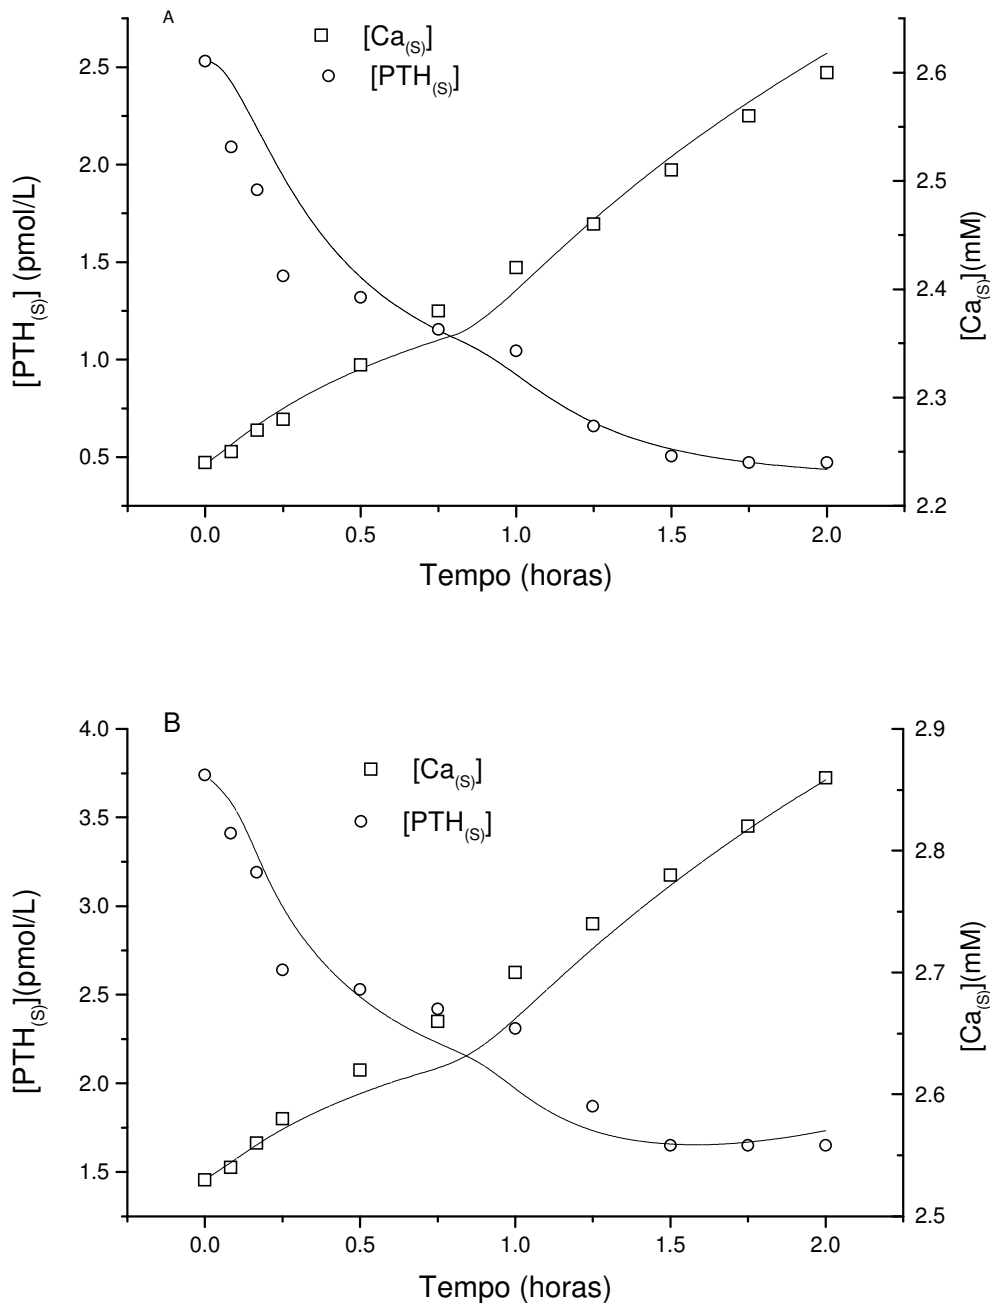 A
[Ca(S)]
[PTH(S)]
2.5
2.0
1.5
1.0
0.5
[PTH(S)] (pmol/L)
2.6
2.5
2.4
2.3
2.2
[Ca(S)](mM)
0.0 0.5 1.0 1.5 2.0
Tempo (horas)
B
[Ca(S)]
[PTH(S)]
4.0
3.5
3.0
2.5
2.0
1.5
[PTH(S)](pmol/L)
2.9
2.8
2.7
2.6
2.5
[Ca(S)](mM)
0.0 0.5 1.0 1.5 2.0
Tempo (horas)